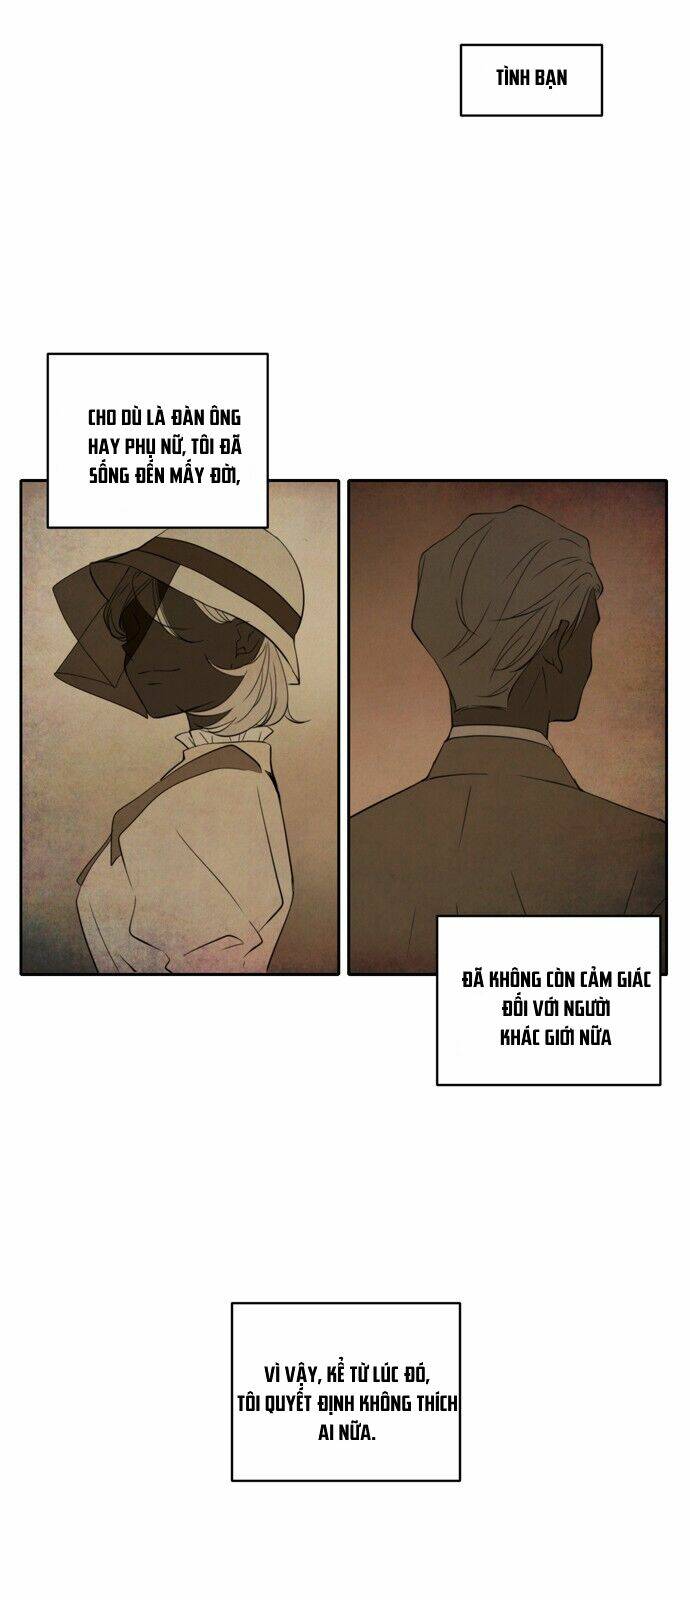 TÌNH BẠN
CHO DÙ LÀ ĐÀN ÔNG
HAY PHỤ NỮ, TÔI ĐÃ
SỐNG ĐẾN MẤY ĐỜI,
ĐÃ KHÔNG CÒN CẢM GIÁC
ĐỐI VỚI NGƯỜI
KHÁC GIỚI NỮA
VÌ VẬY, KỂ TỪ LÚC ĐÓ,
TÔI QUYẾT ĐỊNH KHÔNG THÍCH
AI NỮA.